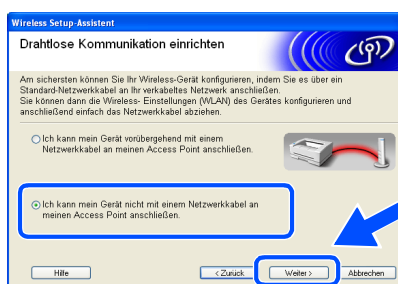 Wireless Setup-Assistent
Drahtlose Kommunikation einrichten
Am sichersten können Sie Ihr Wireless-Gerät konfigurieren, indem Sie es über ein
Standard-Netzwerkkabel an Ihr verkabeltes Netzwerk anschließen.
Sie können dann die Wireless- Einstellungen (WLAN) des Gerätes konfigurieren und
anschließend einfach das Netzwerkkabel abziehen.
Ich kann mein Gerät vorübergehend mit einem
Netzwerkkabel an meinen Access Point anschließen.
Ich kann mein Gerät nicht mit einem Netzwerkkabel an
meinen Access Point anschließen.
Hilfe < Zurück Weiter > Abbrechen